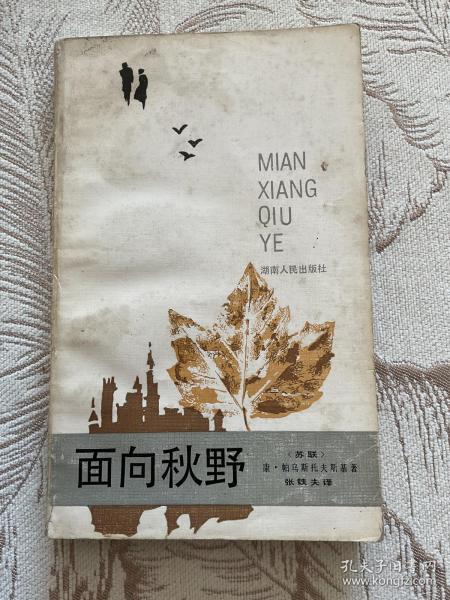 MIAN
XIANG
QIU
YE
湖南人民出版社
面向秋野
〈苏联〉
康·帕乌斯托夫斯基著
张铁夫译
孔夫子旧书网
kongfz.com